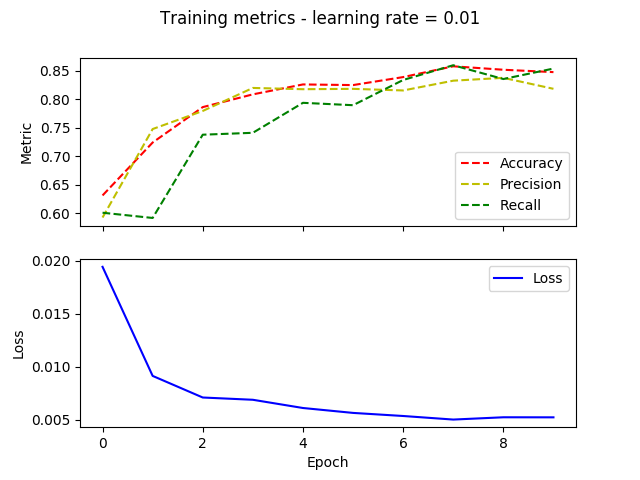 Training metrics - learning rate = 0.01
0.85
0.80
0.75
0.70
0.65
0.60
Metric
Accuracy
Precision
Recall
0.020
0.015
0.010
0.005
Loss
Loss
0 2 4 6 8
Epoch